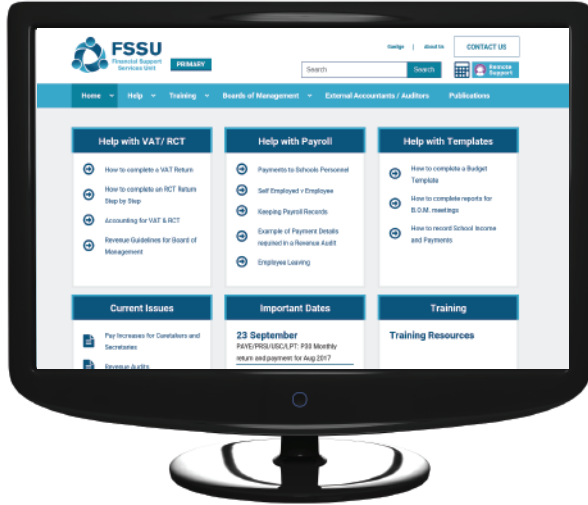 FSSU
Financial Support
Services Unit
PRIMARY
Gaeilge | About Us
CONTACT US
Search
Search
Remote
Support
Home
Help
Training
Boards of Management
External Accountants / Auditors
Publications
Help with VAT/ RCT
How to complete a VAT Return
How to complete an RCT Return
Step by Step
Accounting for VAT & RCT
Revenue Guidelines for Board of
Management
Help with Payroll
Payments to Schools Personnel
Self Employed v Employee
Keeping Payroll Records
Example of Payment Details
required in a Revenue Audit
Employee Leaving
Help with Templates
How to complete a Budget
Template
How to complete reports for
B.O.M. meetings
How to record School Income
and Payments
Current Issues
Pay Increases for Caretakers and
Secretaries
Revenue Audits
Important Dates
23 September
PAYE/PRSI/USC/LPT: P30 Monthly
return and payment for Aug 2017
Training
Training Resources